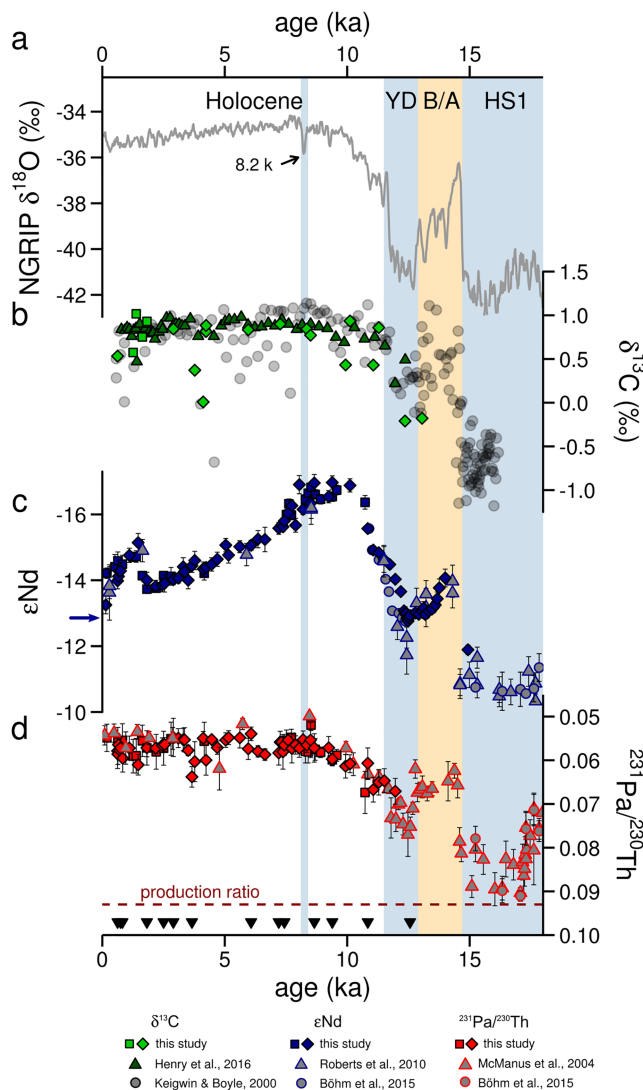 age (ka)
a
0 5 10 15
Holocene YD B/A HS1
-34
-36
-38
-40
-42
NGRIP δ18O (‰)
8.2 k
b
1.5
1.0
0.5
0.0
-0.5
-1.0
δ13C (‰)
c
-16
-14
-12
-10
εNd
d
0.05
0.06
0.07
0.08
0.09
0.10
231Pa/230Th
production ratio
0 5 10 15
age (ka)
δ13C εNd 231Pa/230Th
this study this study this study
Henry et al., 2016 Roberts et al., 2010 McManus et al., 2004
Keigwin & Boyle, 2000 Böhm et al., 2015 Böhm et al., 2015